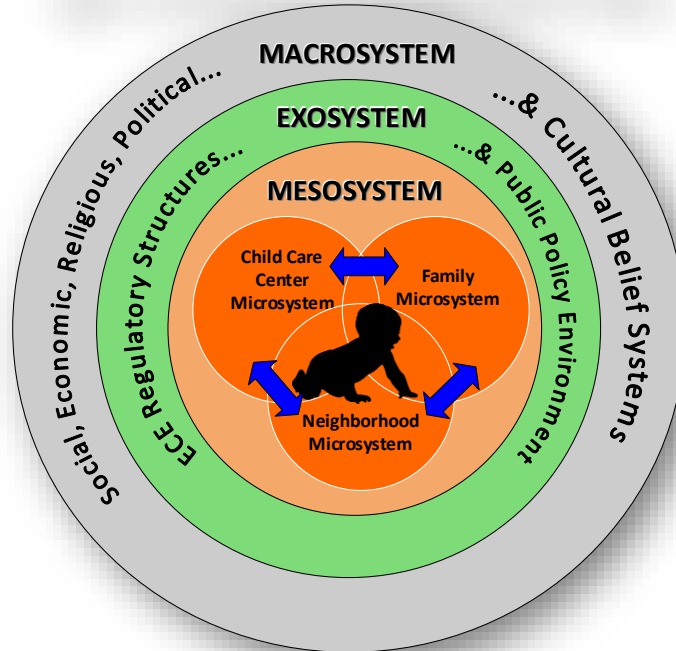 MACROSYSTEM
Social, Economic, Religious, Political...
...& Cultural Belief Systems
EXOSYSTEM
ECE Regulatory Structures...
...& Public Policy Environment
MESOSYSTEM
Child Care
Center
Microsystem
Family
Microsystem
Neighborhood
Microsystem